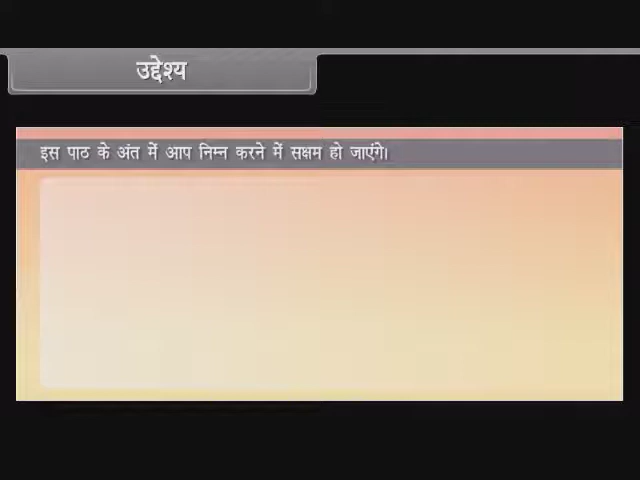 उद्देश्य
इस पाठ के अंत में आप निम्न करने में सक्षम हो जाएंगे।